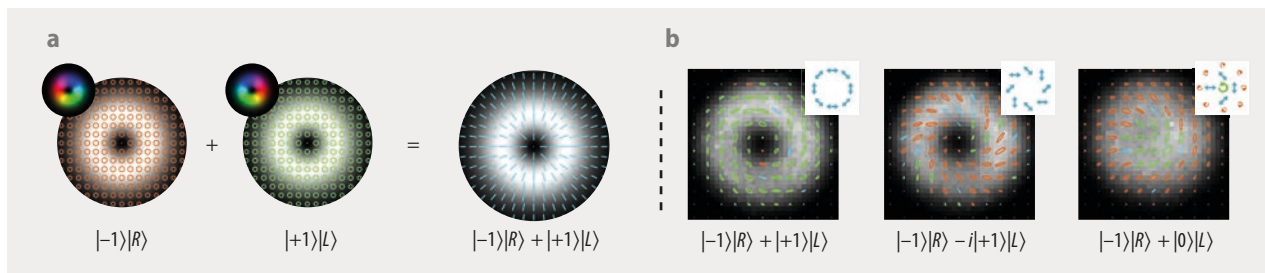 a
b
+
=
|−1⟩|R⟩
|+1⟩|L⟩
|−1⟩|R⟩ + |+1⟩|L⟩
|−1⟩|R⟩ + |+1⟩|L⟩
|−1⟩|R⟩ − i|+1⟩|L⟩
|−1⟩|R⟩ + |0⟩|L⟩